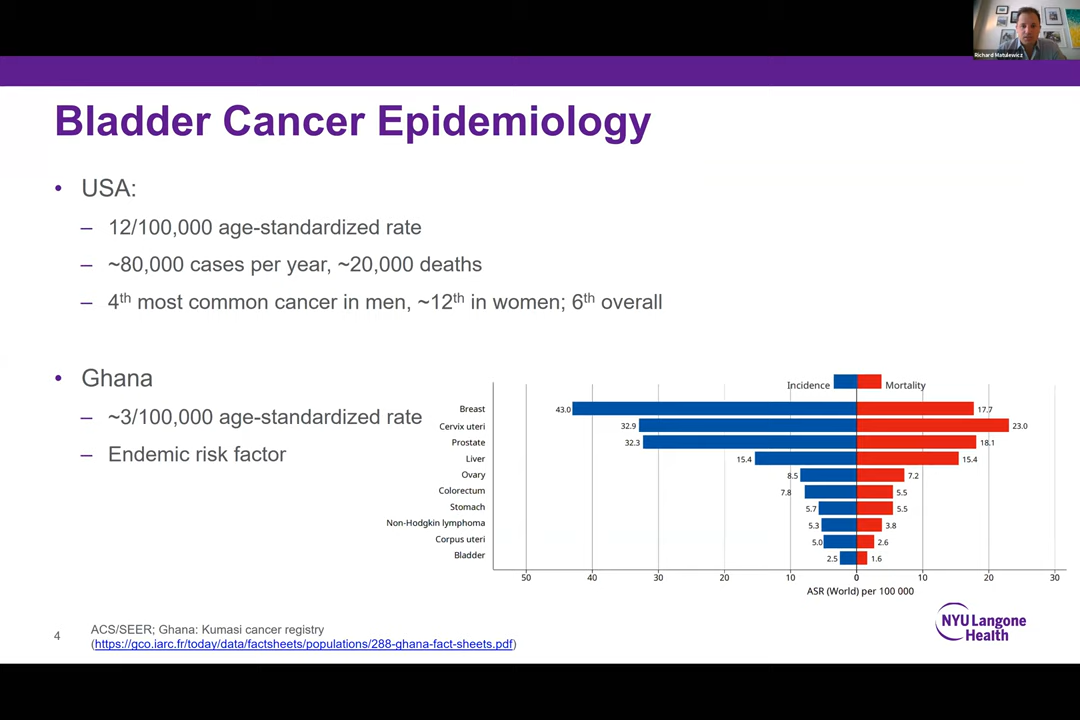 Richard Matulewicz
Bladder Cancer Epidemiology
• USA:
– 12/100,000 age-standardized rate
– ~80,000 cases per year, ~20,000 deaths
– 4th most common cancer in men, ~12th in women; 6th overall
• Ghana
– ~3/100,000 age-standardized rate
– Endemic risk factor
Incidence Mortality
Breast 43.0 17.7
Cervix uteri 32.9 23.0
Prostate 32.3 18.1
Liver 15.4 15.4
Ovary 8.5 7.2
Colorectum 7.8 5.5
Stomach 5.7 5.5
Non-Hodgkin lymphoma 5.3 3.8
Corpus uteri 5.0 2.6
Bladder 2.5 1.6
50 40 30 20 10 0 10 20 30
ASR (World) per 100 000
4
ACS/SEER; Ghana: Kumasi cancer registry
(https://gco.iarc.fr/today/data/factsheets/populations/288-ghana-fact-sheets.pdf)
NYU Langone
Health